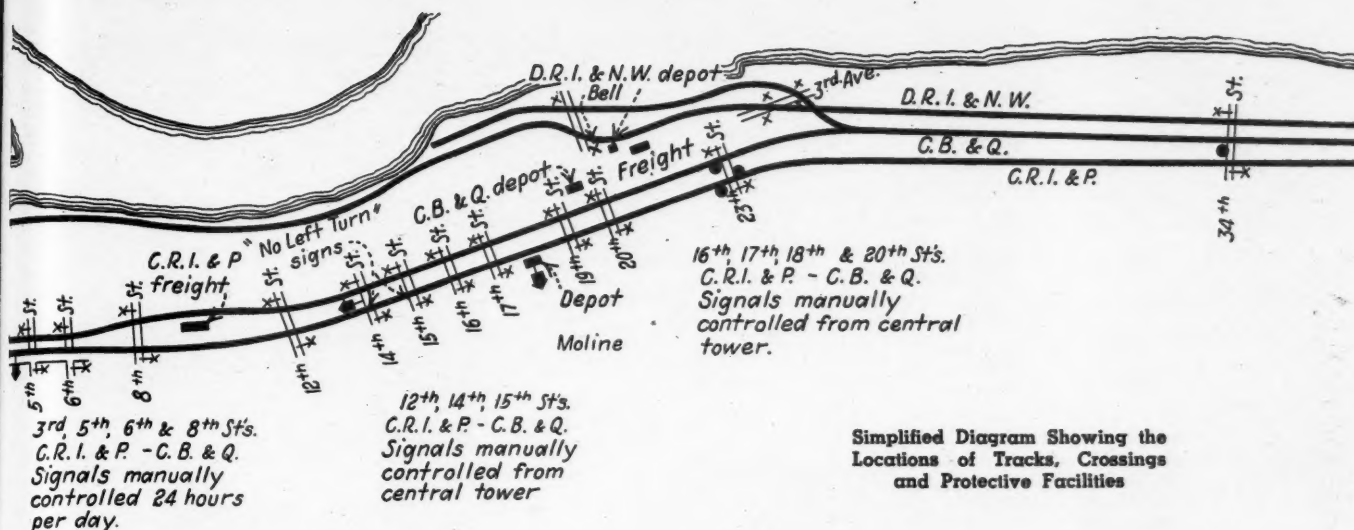 D.R.I. & N.W. depot
Bell
3rd. Ave.
D.R.I. & N.W.
St.
C.B. & Q.
C.R.I. & P.
34th
Freight
St.
23rd
C.B. & Q. depot
St.
St.
19th
20th
"No Left Turn"
signs
St.
St.
St.
St.
St.
14th
15th
16th
17th
Depot
Moline
C.R.I. & P
freight
St.
St.
St.
5th
6th
8th
12th
16th, 17th, 18th & 20th St's.
C.R.I. & P. - C.B. & Q.
Signals manually
controlled from central
tower.
12th, 14th, 15th St's.
C.R.I. & P. - C.B. & Q.
Signals manually
controlled from
central tower
3rd, 5th, 6th & 8th St's.
C.R.I. & P. - C.B. & Q.
Signals manually
controlled 24 hours
per day.
Simplified Diagram Showing the
Locations of Tracks, Crossings
and Protective Facilities